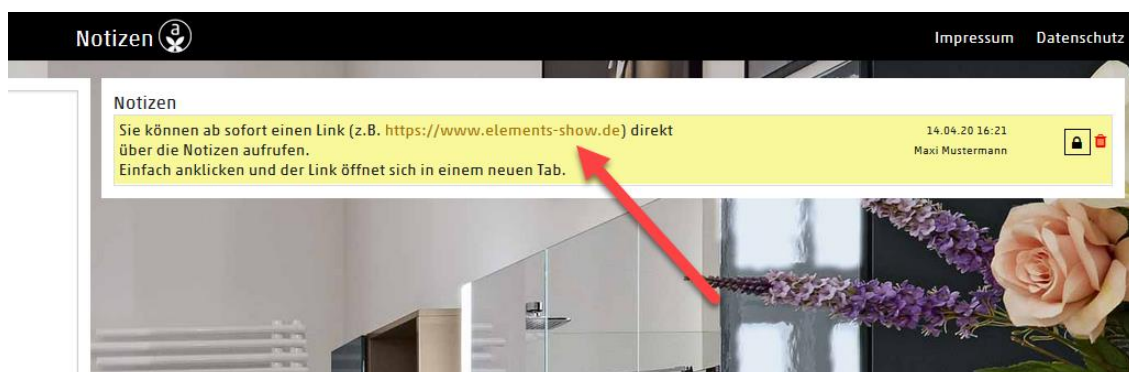 Notizen a
Impressum Datenschutz
Notizen
Sie können ab sofort einen Link (z.B. https://www.elements-show.de) direkt
über die Notizen aufrufen.
Einfach anklicken und der Link öffnet sich in einem neuen Tab.
14.04.20 16:21
Maxi Mustermann